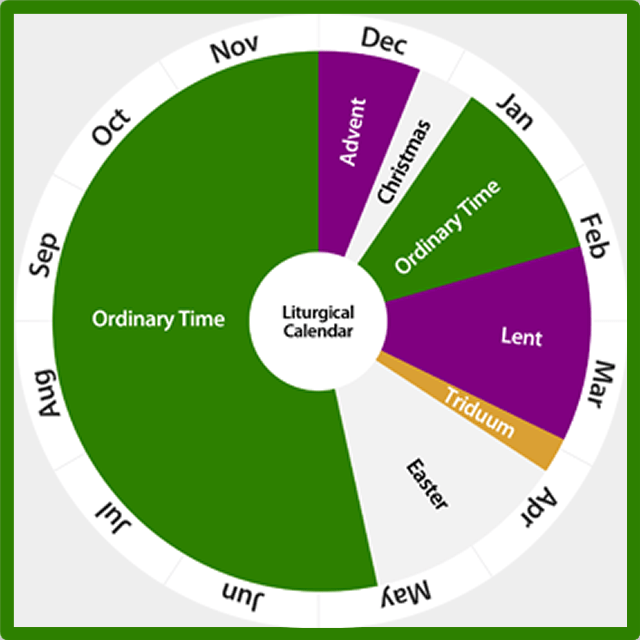 Dec
Jan
Feb
Mar
Apr
May
Jun
Jul
Aug
Sep
Oct
Nov
Advent
Christmas
Ordinary Time
Lent
Triduum
Easter
Ordinary Time
Liturgical
Calendar